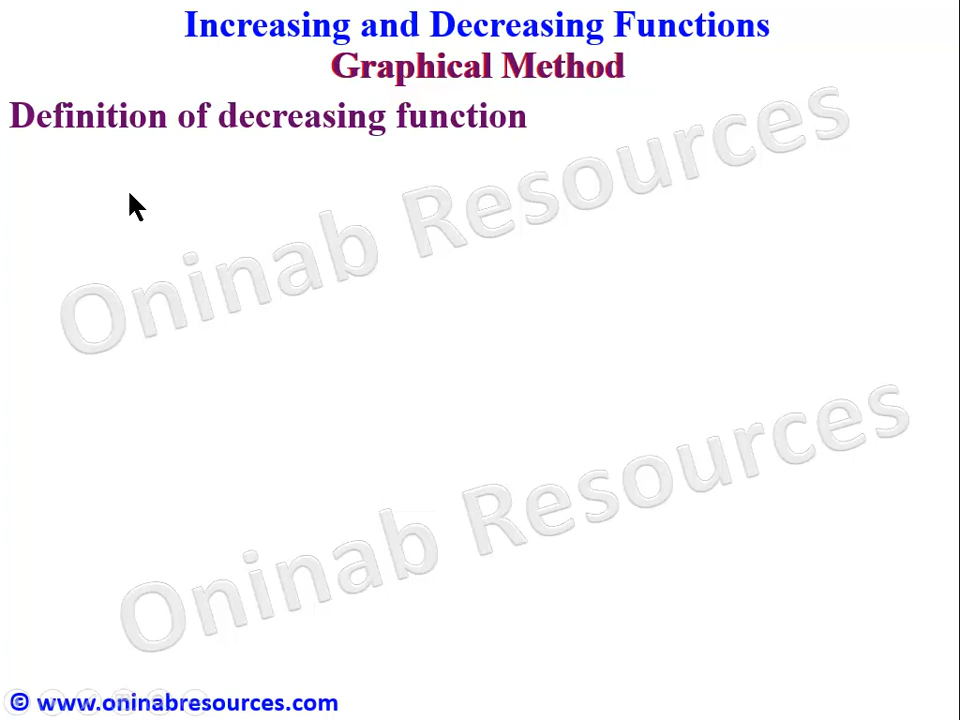 Increasing and Decreasing Functions
Graphical Method
Definition of decreasing function
Oninab Resources
Oninab Resources
© www.oninabresources.com